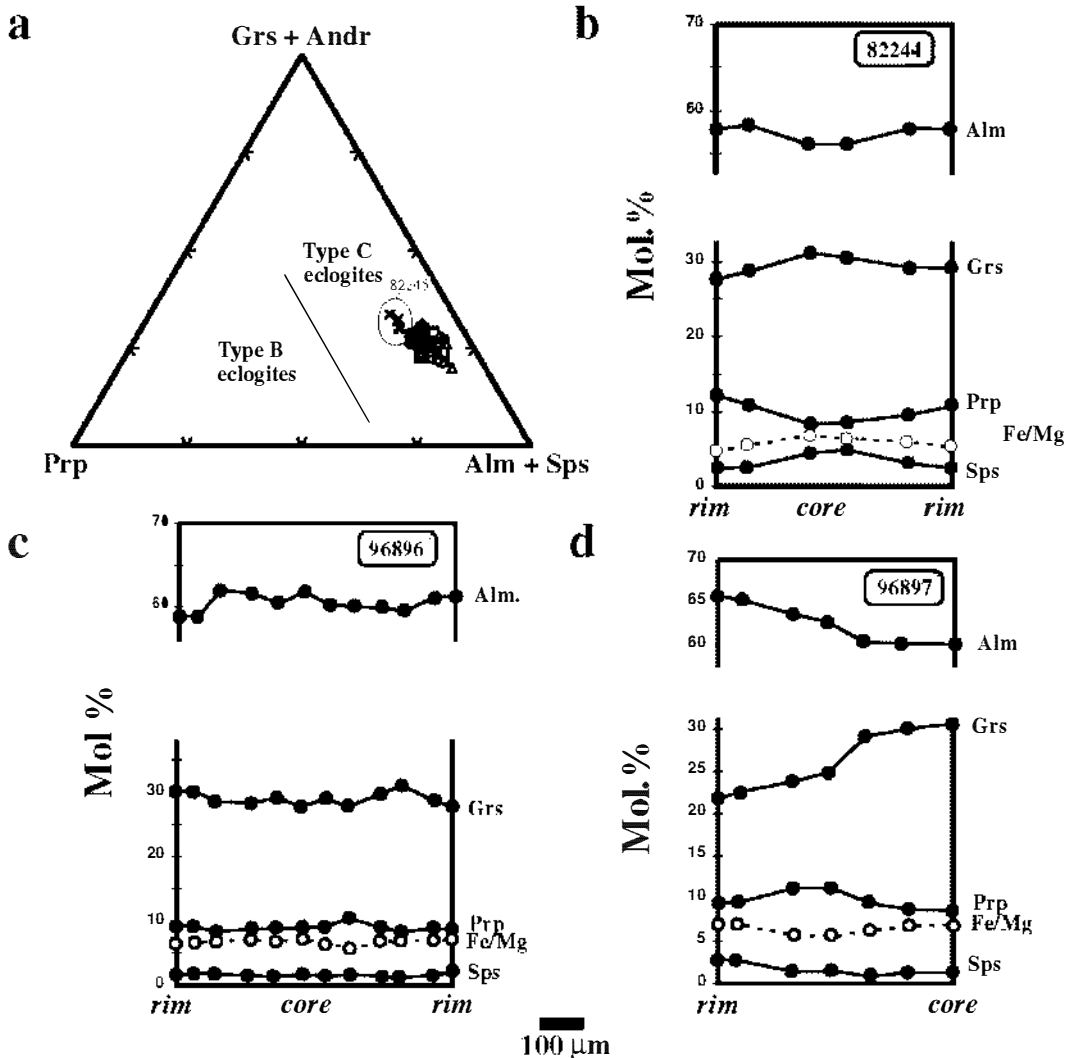 a
Grs + Andr
Type C
eclogites
Type B
eclogites
Prp
Alm + Sps
b
82244
70
60
Alm
Mol. %
30
Grs
Prp
10
Fe/Mg
Sps
0
rim core rim
c
96896
70
60
Alm.
Mol %
30
Grs
20
10
Prp
Fe/Mg
Sps
0
rim core rim
d
96897
70
65
60
Alm
Mol. %
30
Grs
25
20
15
10
Prp
Fe/Mg
5
Sps
0
rim core
100 µm